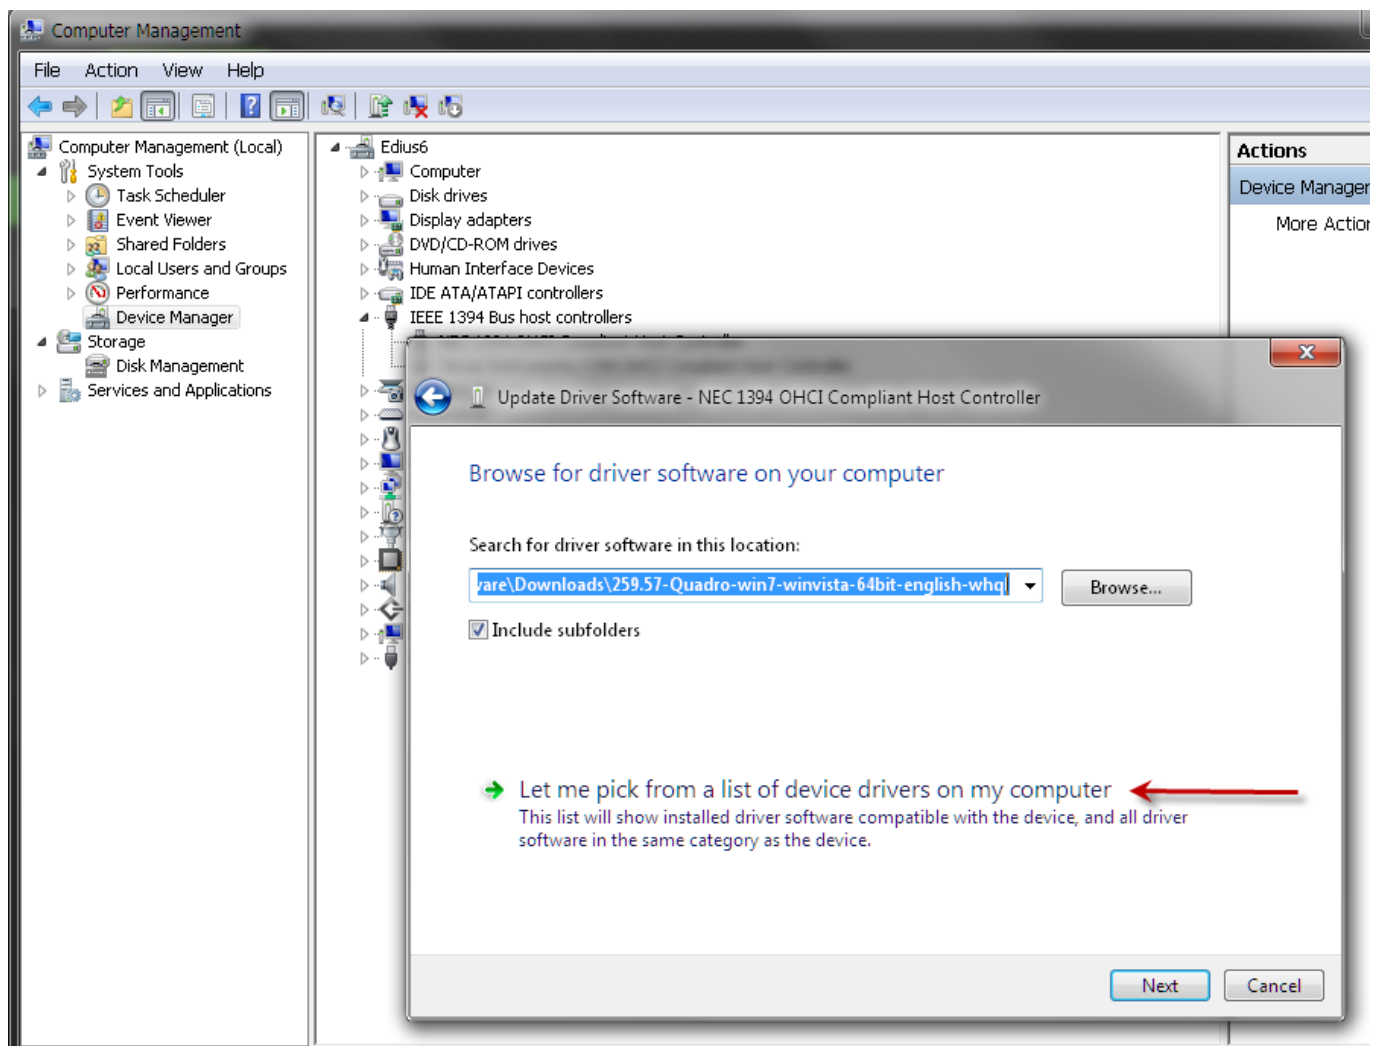 Computer Management
File Action View Help
Computer Management (Local)
System Tools
Task Scheduler
Event Viewer
Shared Folders
Local Users and Groups
Performance
Device Manager
Storage
Disk Management
Services and Applications
Edius6
Computer
Disk drives
Display adapters
DVD/CD-ROM drives
Human Interface Devices
IDE ATA/ATAPI controllers
IEEE 1394 Bus host controllers
Actions
Device Manager
More Action
Update Driver Software - NEC 1394 OHCI Compliant Host Controller
Browse for driver software on your computer
Search for driver software in this location:
vare\Downloads\259.57-Quadro-win7-winvista-64bit-english-whql
Browse...
Include subfolders
Let me pick from a list of device drivers on my computer
This list will show installed driver software compatible with the device, and all driver
software in the same category as the device.
Next
Cancel